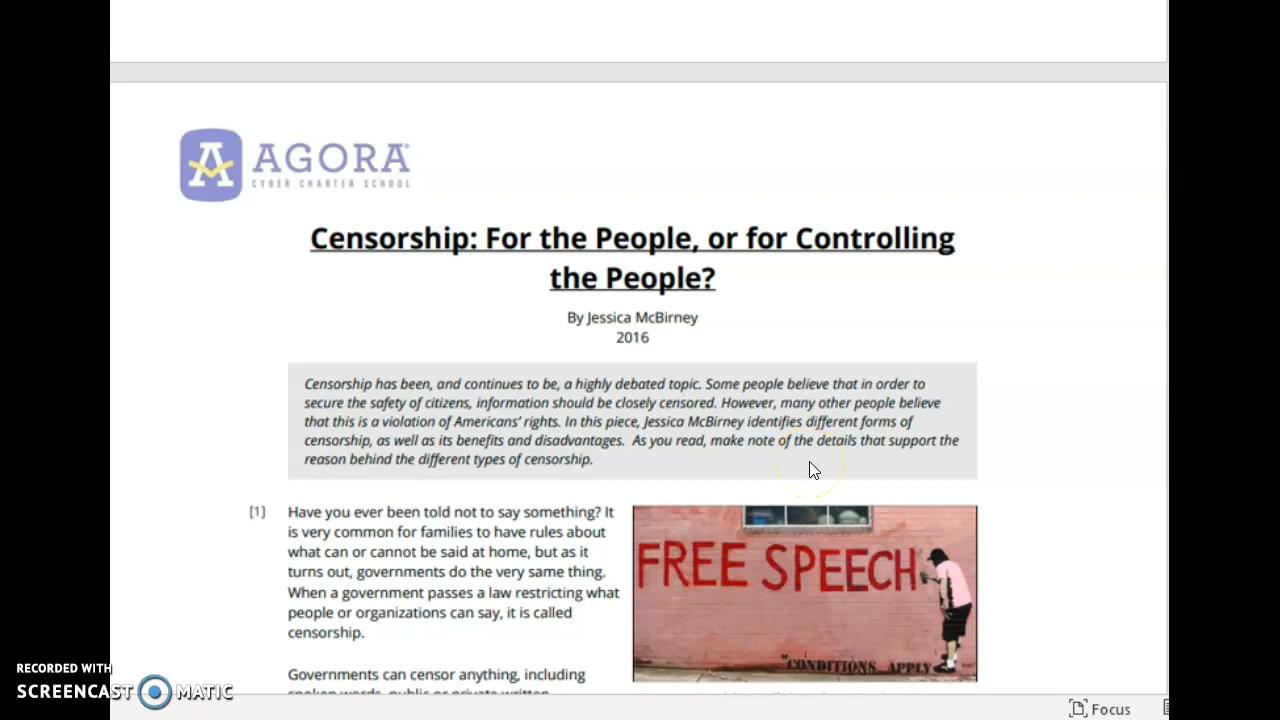 AGORA
CYBER CHARTER SCHOOL
Censorship: For the People, or for Controlling
the People?
By Jessica McBirney
2016
Censorship has been, and continues to be, a highly debated topic. Some people believe that in order to
secure the safety of citizens, information should be closely censored. However, many other people believe
that this is a violation of Americans' rights. In this piece, Jessica McBirney identifies different forms of
censorship, as well as its benefits and disadvantages. As you read, make note of the details that support the
reason behind the different types of censorship.
[1] Have you ever been told not to say something? It
is very common for families to have rules about
what can or cannot be said at home, but as it
turns out, governments do the very same thing.
When a government passes a law restricting what
people or organizations can say, it is called
censorship.
FREE SPEECH
*CONDITIONS APPLY
Governments can censor anything, including
spoken words, public or private written
RECORDED WITH
SCREENCAST MATIC
Focus